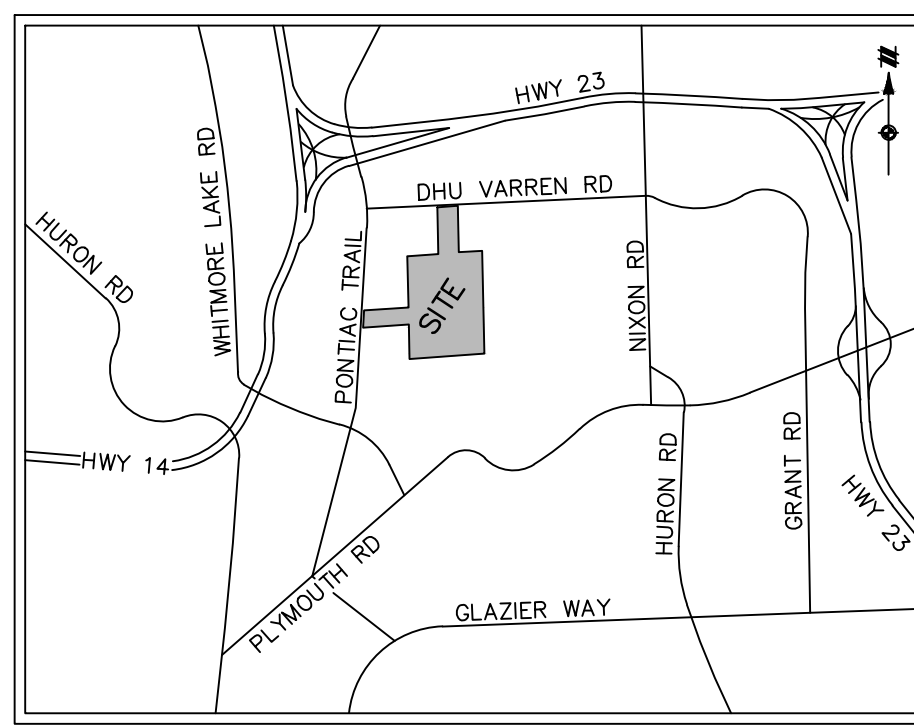 HWY 23
WHITMORE LAKE RD
DHU VARREN RD
HURON RD
PONTIAC TRAIL
SITE
NIXON RD
HWY 14
GRANT RD
HURON RD
HWY 23
PLYMOUTH RD
GLAZIER WAY